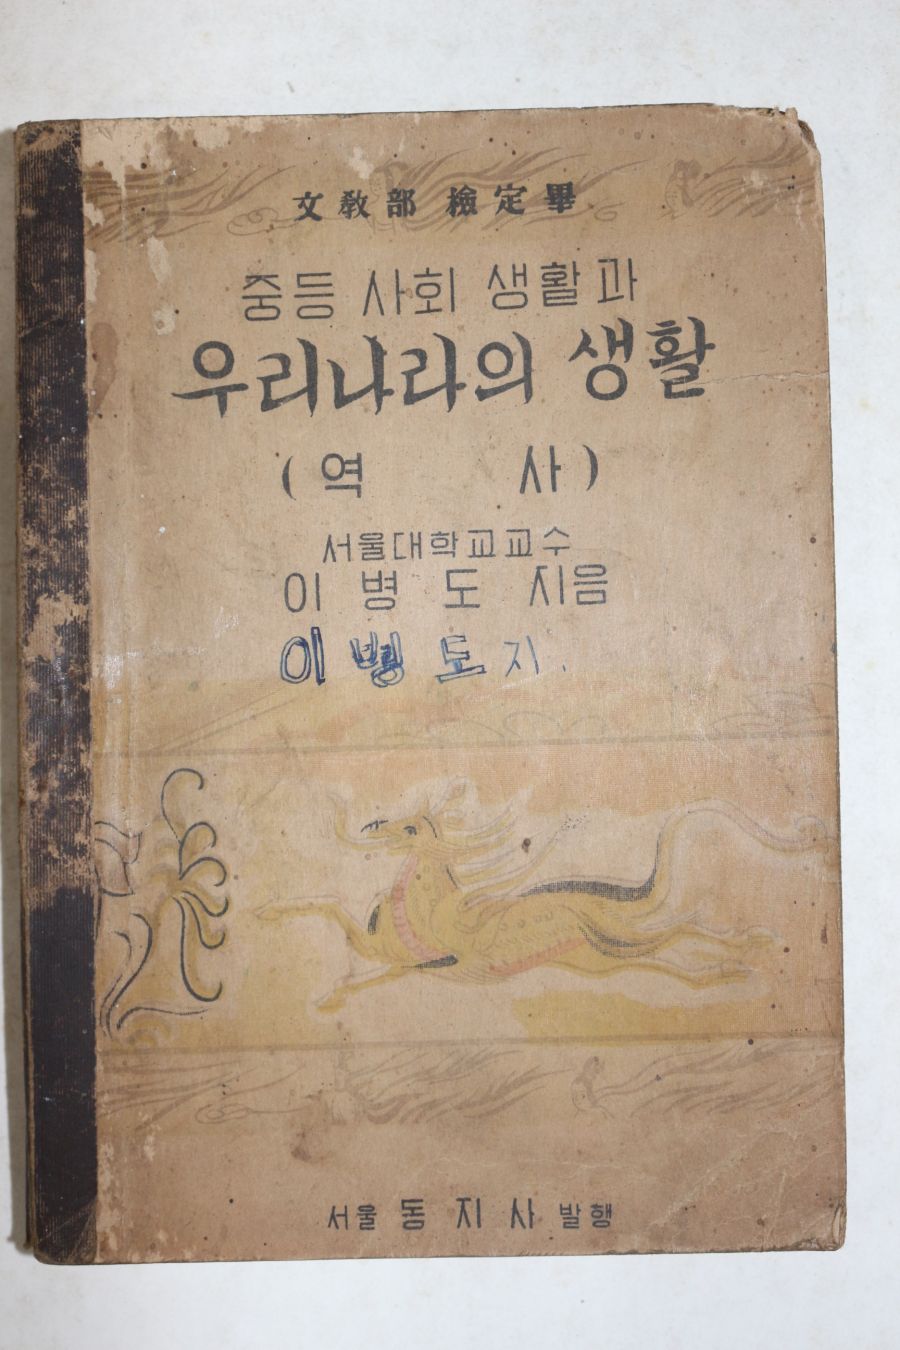 文敎部 檢定畢
중등 사회 생활과
우리나라의 생활
(역 사)
서울대학교교수
이 병 도 지음
이 병 도 지.
서울 동 지 사 발행